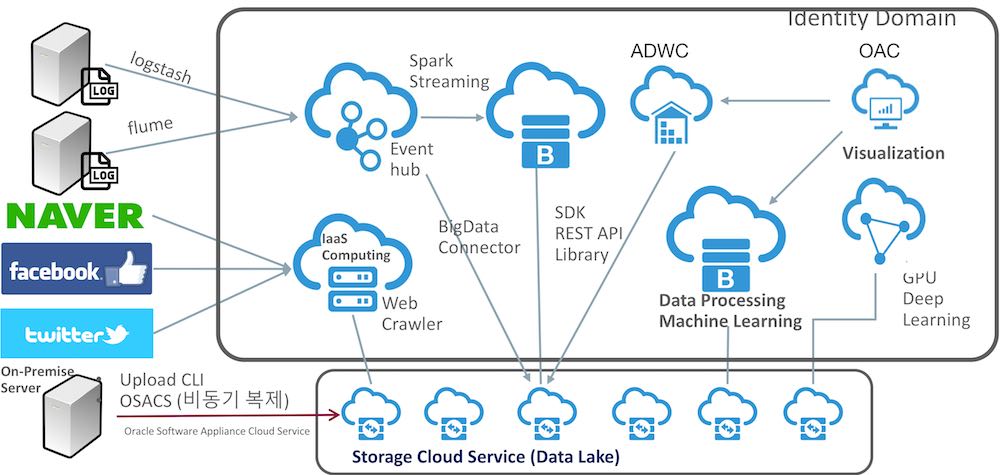 Identity Domain
logstash
LOG
flume
LOG
NAVER
facebook
twitter
On-Premise
Server
Upload CLI
OSACS (비동기 복제)
Oracle Software Appliance Cloud Service
Spark
Streaming
Event
hub
B
ADWC
OAC
Visualization
IaaS
Computing
Web
Crawler
BigData
Connector
SDK
REST API
Library
B
Data Processing
Machine Learning
GPU
Deep
Learning
Storage Cloud Service (Data Lake)